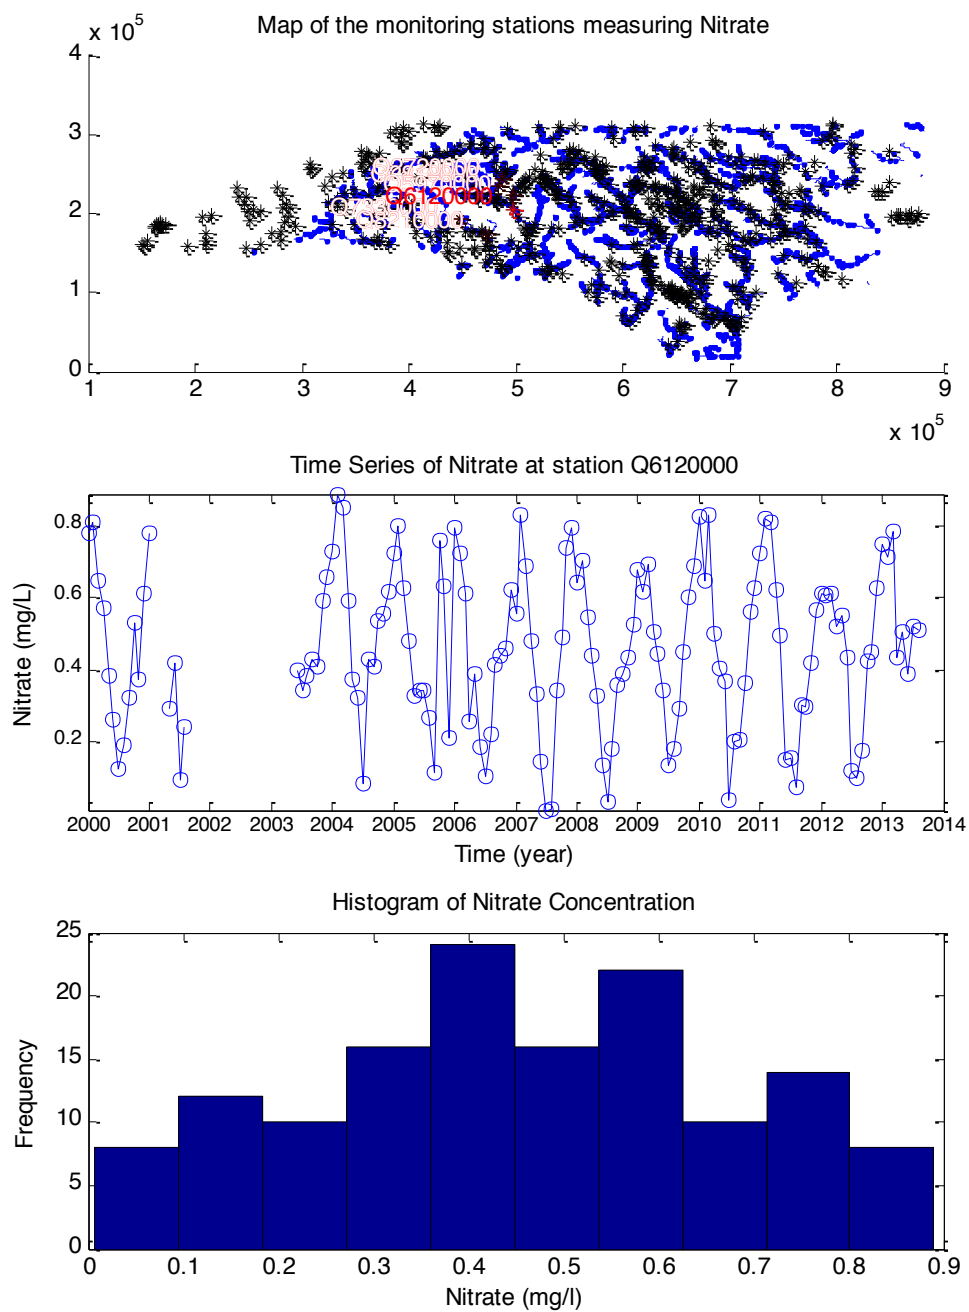 x 10^5
Map of the monitoring stations measuring Nitrate
4
3
2
1
0
Q6120000
1 2 3 4 5 6 7 8 9
x 10^5
Time Series of Nitrate at station Q6120000
0.8
0.6
0.4
0.2
Nitrate (mg/L)
2000 2001 2002 2003 2004 2005 2006 2007 2008 2009 2010 2011 2012 2013 2014
Time (year)
Histogram of Nitrate Concentration
25
20
15
10
5
0
Frequency
0 0.1 0.2 0.3 0.4 0.5 0.6 0.7 0.8 0.9
Nitrate (mg/l)